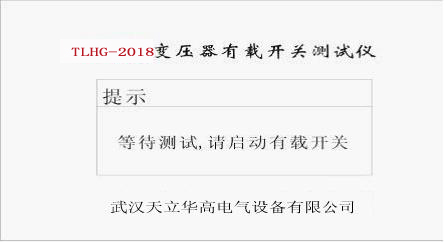 TLHG-2018变压器有载开关测试仪
提示
等待测试,请启动有载开关
武汉天立华高电气设备有限公司